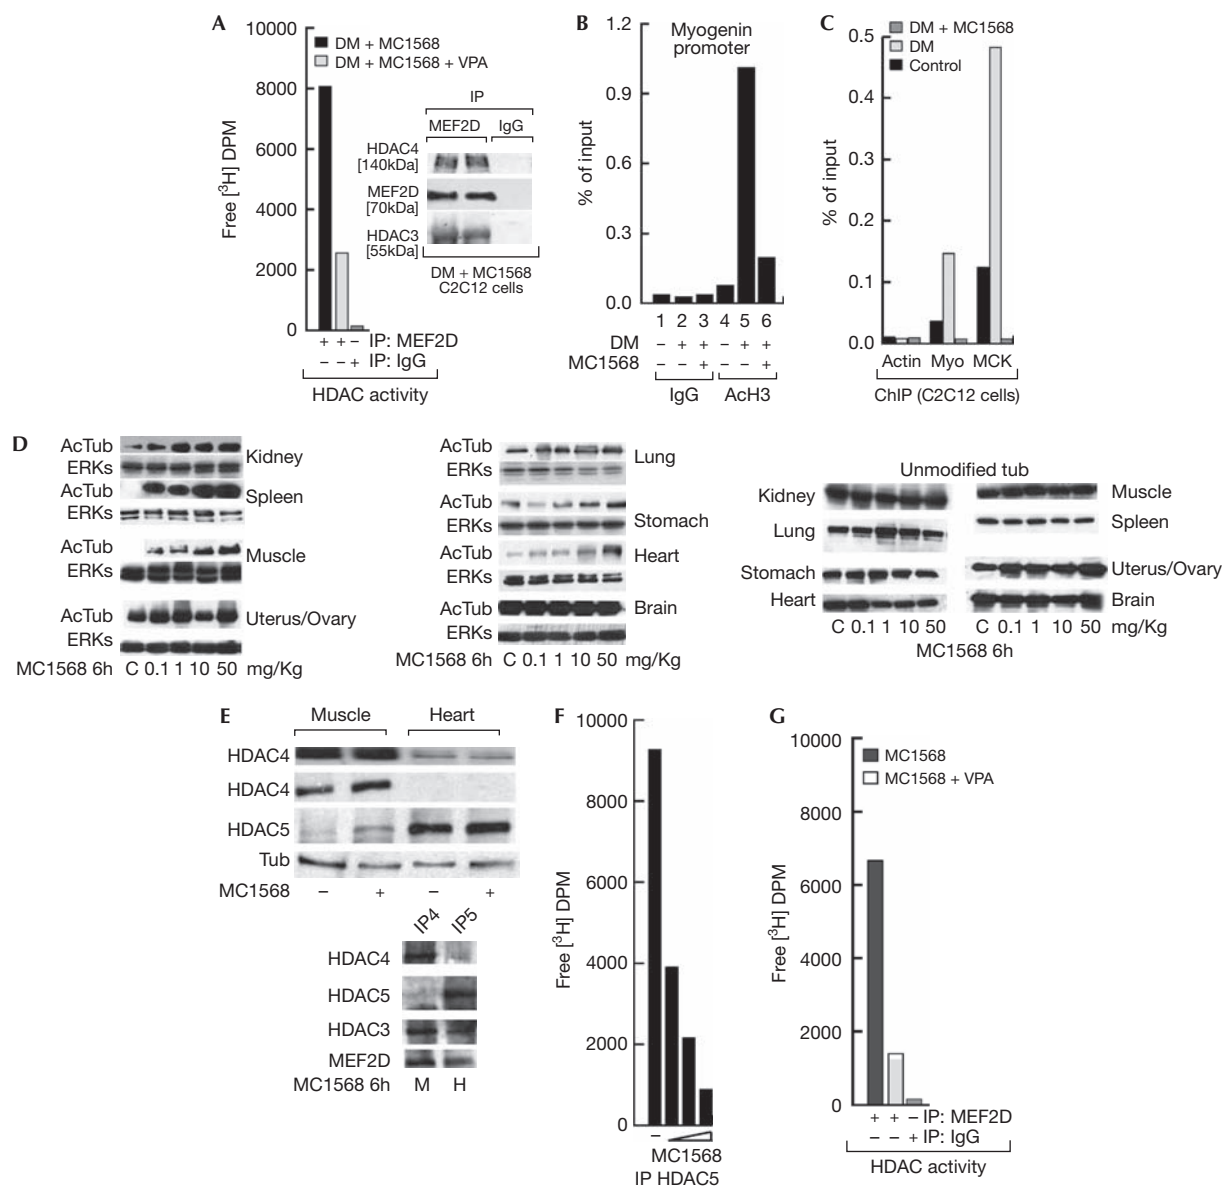 A
10000
8000
6000
4000
2000
0
Free [³H] DPM
DM + MC1568
DM + MC1568 + VPA
IP
MEF2D IgG
HDAC4
[140kDa]
MEF2D
[70kDa]
HDAC3
[55kDa]
DM + MC1568
C2C12 cells
+ + – IP: MEF2D
– – + IP: IgG
HDAC activity
B
1.2
0.9
0.6
0.3
0.0
% of input
Myogenin
promoter
1 2 3 4 5 6
DM – + + – + +
MC1568 – – + – – +
IgG AcH3
C
DM + MC1568
DM
Control
0.5
0.4
0.3
0.2
0.1
0.0
% of input
Actin Myo MCK
ChIP (C2C12 cells)
D
AcTub
ERKs
Kidney
AcTub
ERKs
Spleen
AcTub
ERKs
Muscle
AcTub
ERKs
Uterus/Ovary
MC1568 6h C 0.1 1 10 50 mg/Kg
AcTub
ERKs
Lung
AcTub
ERKs
Stomach
AcTub
ERKs
Heart
AcTub
ERKs
Brain
MC1568 6h C 0.1 1 10 50 mg/Kg
Unmodified tub
Kidney Muscle
Lung Spleen
Stomach Uterus/Ovary
Heart Brain
C 0.1 1 10 50 C 0.1 1 10 50 mg/Kg
MC1568 6h
E
Muscle Heart
HDAC4
HDAC4
HDAC5
Tub
MC1568 – + – +
IP4 IP5
HDAC4
HDAC5
HDAC3
MEF2D
MC1568 6h M H
F
10000
8000
6000
4000
2000
0
Free [³H] DPM
–
MC1568
IP HDAC5
G
10000
8000
6000
4000
2000
0
Free [³H] DPM
MC1568
MC1568 + VPA
+ + – IP: MEF2D
– – + IP: IgG
HDAC activity